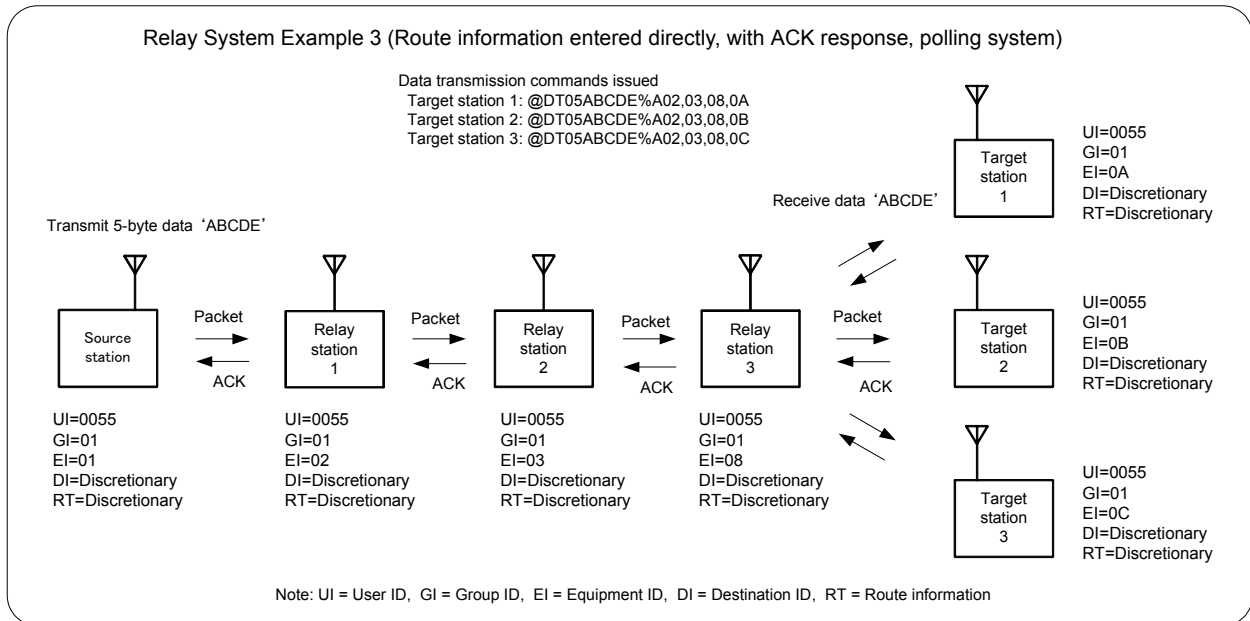 Relay System Example 3 (Route information entered directly, with ACK response, polling system)
Data transmission commands issued
Target station 1: @DT05ABCDE%A02,03,08,0A
Target station 2: @DT05ABCDE%A02,03,08,0B
Target station 3: @DT05ABCDE%A02,03,08,0C
Transmit 5-byte data ‘ABCDE’
Receive data ‘ABCDE’
Source
station
UI=0055
GI=01
EI=01
DI=Discretionary
RT=Discretionary
Packet
ACK
Relay
station
1
UI=0055
GI=01
EI=02
DI=Discretionary
RT=Discretionary
Packet
ACK
Relay
station
2
UI=0055
GI=01
EI=03
DI=Discretionary
RT=Discretionary
Packet
ACK
Relay
station
3
UI=0055
GI=01
EI=08
DI=Discretionary
RT=Discretionary
Packet
ACK
Target
station
1
UI=0055
GI=01
EI=0A
DI=Discretionary
RT=Discretionary
Target
station
2
UI=0055
GI=01
EI=0B
DI=Discretionary
RT=Discretionary
Target
station
3
UI=0055
GI=01
EI=0C
DI=Discretionary
RT=Discretionary
Note: UI = User ID, GI = Group ID, EI = Equipment ID, DI = Destination ID, RT = Route information